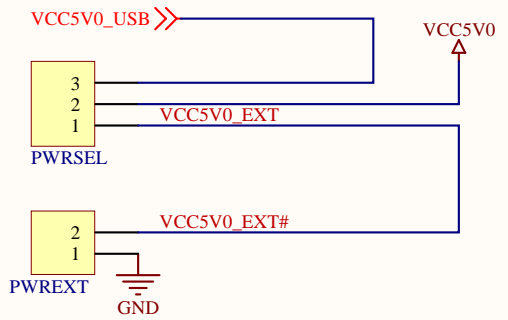 VCC5V0_USB
VCC5V0
3
2
VCC5V0_EXT
1
PWRSEL
VCC5V0_EXT#
2
1
PWREXT
GND